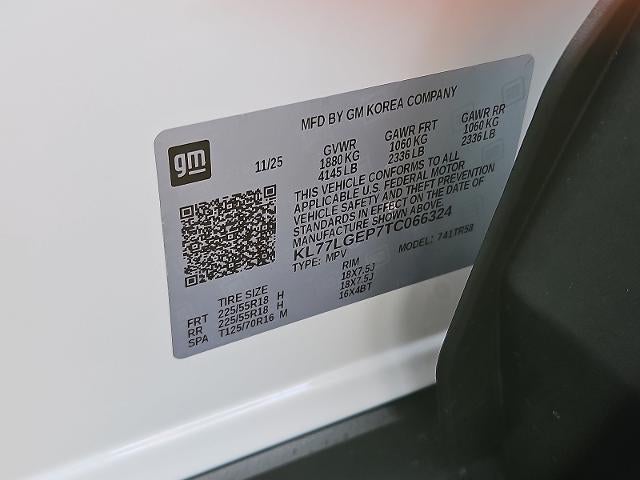 MFD BY GM KOREA COMPANY
gm
11/25
GVWR
1880 KG
4145 LB
GAWR FRT
1060 KG
2336 LB
GAWR RR
1060 KG
2336 LB
THIS VEHICLE CONFORMS TO ALL
APPLICABLE U.S. FEDERAL MOTOR
VEHICLE SAFETY AND THEFT PREVENTION
STANDARDS IN EFFECT ON THE DATE OF
MANUFACTURE SHOWN ABOVE.
KL77LGEP7TC066324
TYPE: MPV MODEL: 741TR58
TIRE SIZE RIM
FRT 225/55R18 H 18X7.5J
RR 225/55R18 H 18X7.5J
SPA T125/70R16 M 16X4BT